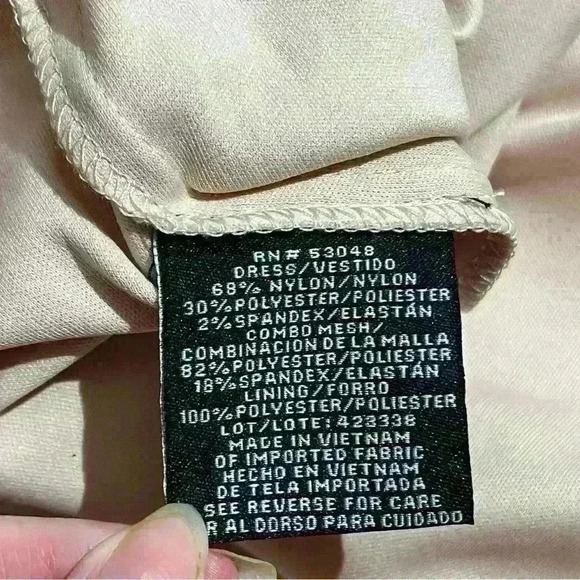 RN# 53048
DRESS/VESTIDO
68% NYLON/NYLON
30% POLYESTER/POLIESTER
2% SPANDEX/ELASTÁN
COMBO MESH/
COMBINACION DE LA MALLA
82% POLYESTER/POLIESTER
18% SPANDEX/ELASTÁN
LINING/FORRO
100% POLYESTER/POLIESTER
LOT/LOTE: 423338
MADE IN VIETNAM
OF IMPORTED FABRIC
HECHO EN VIETNAM
DE TELA IMPORTADA
SEE REVERSE FOR CARE
R AL DORSO PARA CUIDADO